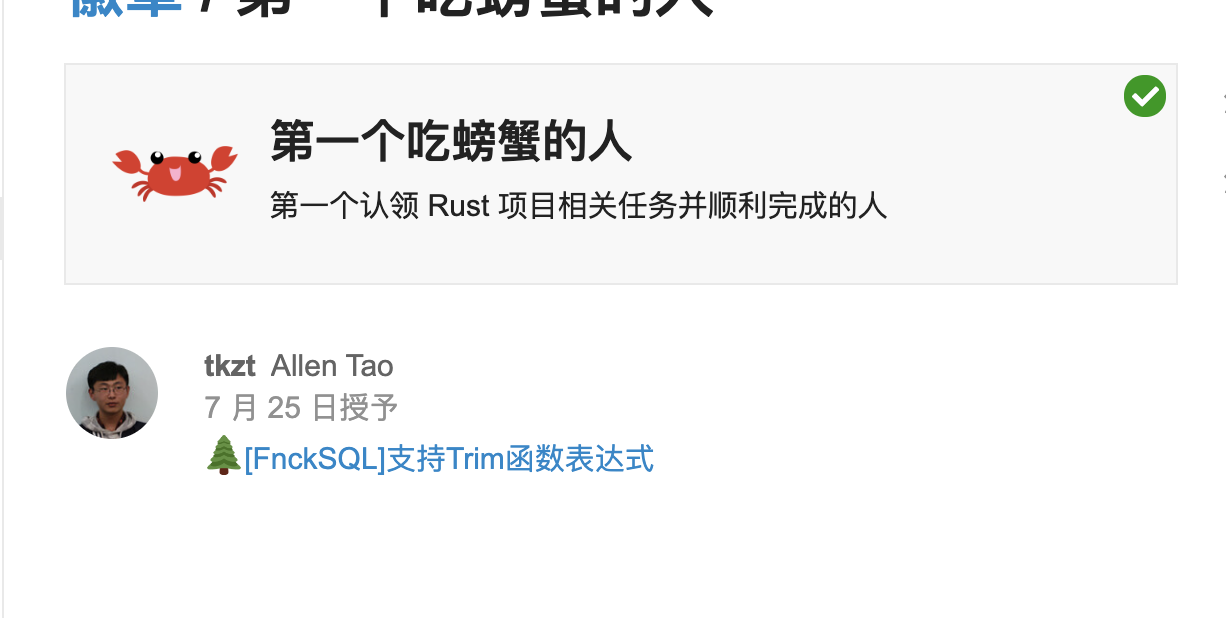 徽章 / 第一个吃螃蟹的人
第一个吃螃蟹的人
第一个认领 Rust 项目相关任务并顺利完成的人
tkzt Allen Tao
7 月 25 日授予
🌲[FnckSQL]支持Trim函数表达式